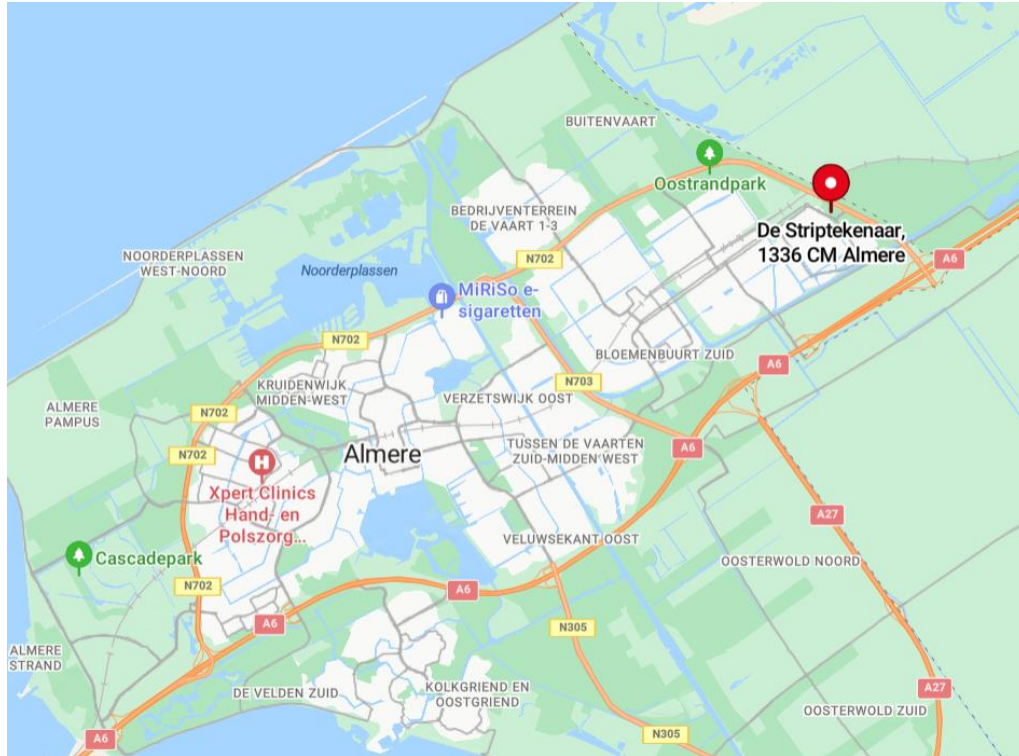 BUITENVAART
Oostrandpark
De Striptekenaar,
1336 CM Almere
BEDRIJVENTERREIN
DE VAART 1-3
NOORDERPLASSEN
WEST-NOORD
Noorderplassen
N702
A6
MiRiSo e-
sigaretten
N702
BLOEMENBUURT ZUID
A6
KRUIDENWIJK
MIDDEN-WEST
N703
VERZETSWIJK OOST
ALMERE
PAMPUS
N702
N702
Almere
TUSSEN DE VAARTEN
ZUID-MIDDEN WEST
A6
Xpert Clinics
Hand- en
Polszorg...
A27
VELUWSEKANT OOST
Cascadepark
OOSTERWOLD NOORD
N702
A6
A6
N305
ALMERE
STRAND
DE VELDEN ZUID
KOLKGRIEND EN
OOSTGRIEND
A27
OOSTERWOLD ZUID
A6
N305